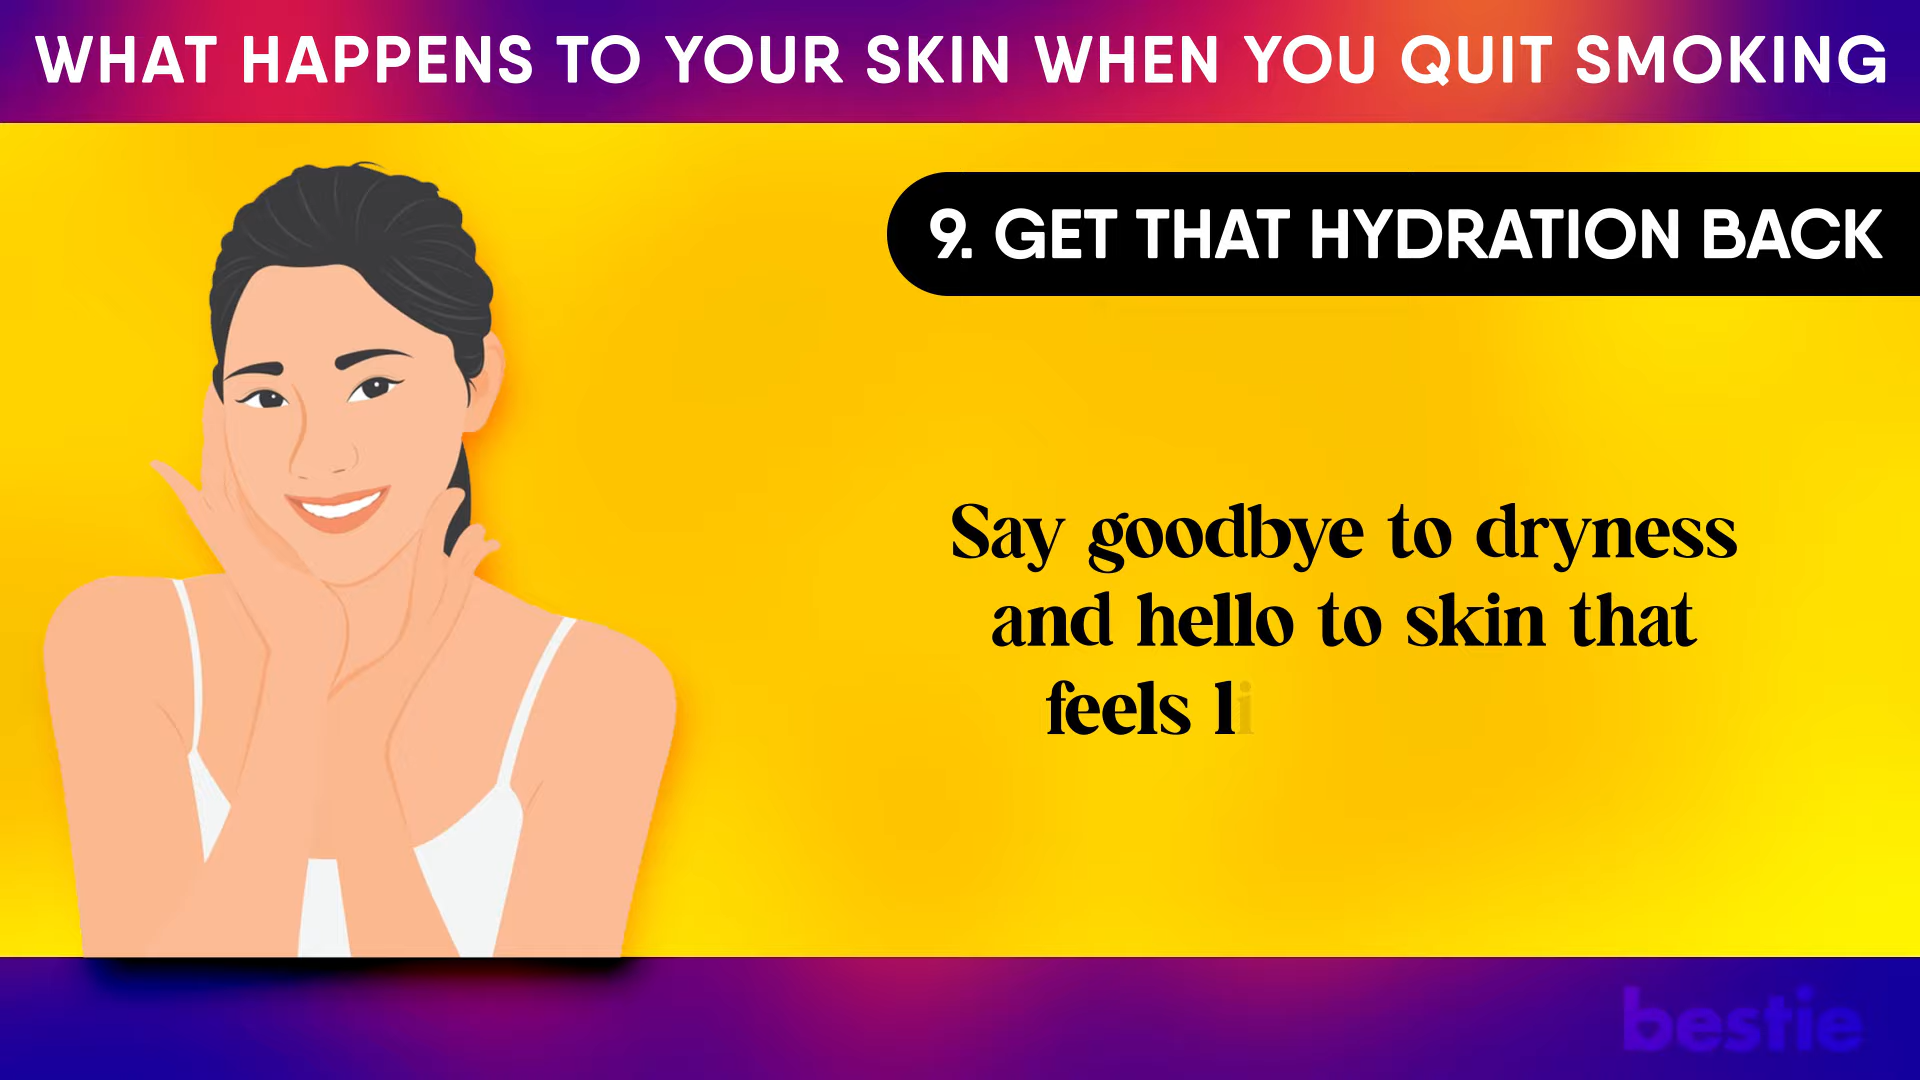 WHAT HAPPENS TO YOUR SKIN WHEN YOU QUIT SMOKING
9. GET THAT HYDRATION BACK
Say goodbye to dryness
and hello to skin that
feels li
bestie